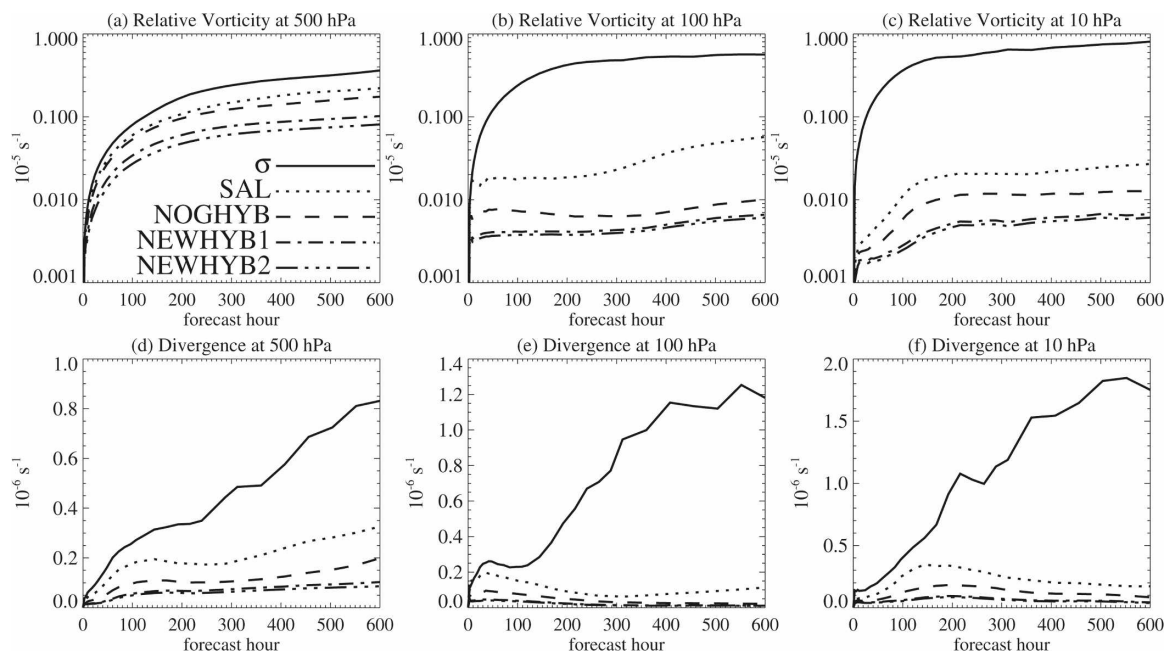 (a) Relative Vorticity at 500 hPa
1.000
0.100
0.010
0.001
10⁻⁵ s⁻¹
σ
SAL
NOGHYB
NEWHYB1
NEWHYB2
0 100 200 300 400 500 600
forecast hour
(b) Relative Vorticity at 100 hPa
1.000
0.100
0.010
0.001
10⁻⁵ s⁻¹
0 100 200 300 400 500 600
forecast hour
(c) Relative Vorticity at 10 hPa
1.000
0.100
0.010
0.001
10⁻⁵ s⁻¹
0 100 200 300 400 500 600
forecast hour
(d) Divergence at 500 hPa
1.0
0.8
0.6
0.4
0.2
0.0
10⁻⁶ s⁻¹
0 100 200 300 400 500 600
forecast hour
(e) Divergence at 100 hPa
1.4
1.2
1.0
0.8
0.6
0.4
0.2
0.0
10⁻⁶ s⁻¹
0 100 200 300 400 500 600
forecast hour
(f) Divergence at 10 hPa
2.0
1.5
1.0
0.5
0.0
10⁻⁶ s⁻¹
0 100 200 300 400 500 600
forecast hour